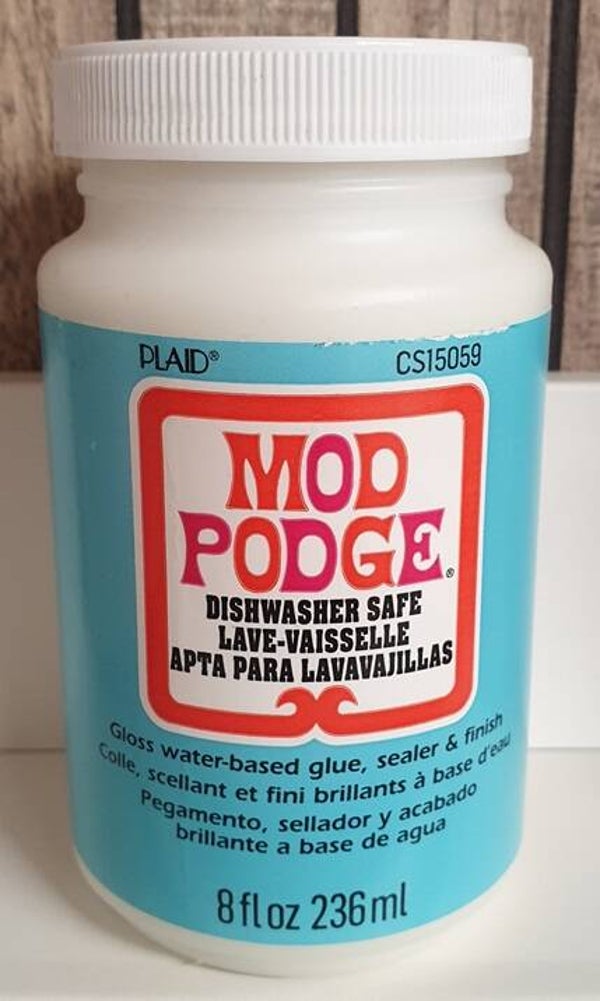 PLAID® CS15059
MOD
PODGE®
DISHWASHER SAFE
LAVE-VAISSELLE
APTA PARA LAVAVAJILLAS
Gloss water-based glue, sealer & finish
Colle, scellant et fini brillants à base d'eau
Pegamento, sellador y acabado
brillante a base de agua
8 fl oz 236 ml